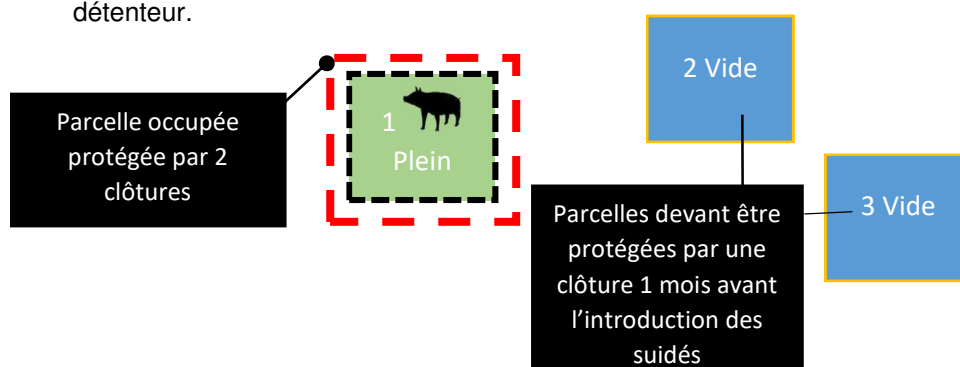 détenteur.
Parcelle occupée
protégée par 2
clôtures
1
Plein
2 Vide
3 Vide
Parcelles devant être
protégées par une
clôture 1 mois avant
l’introduction des
suidés